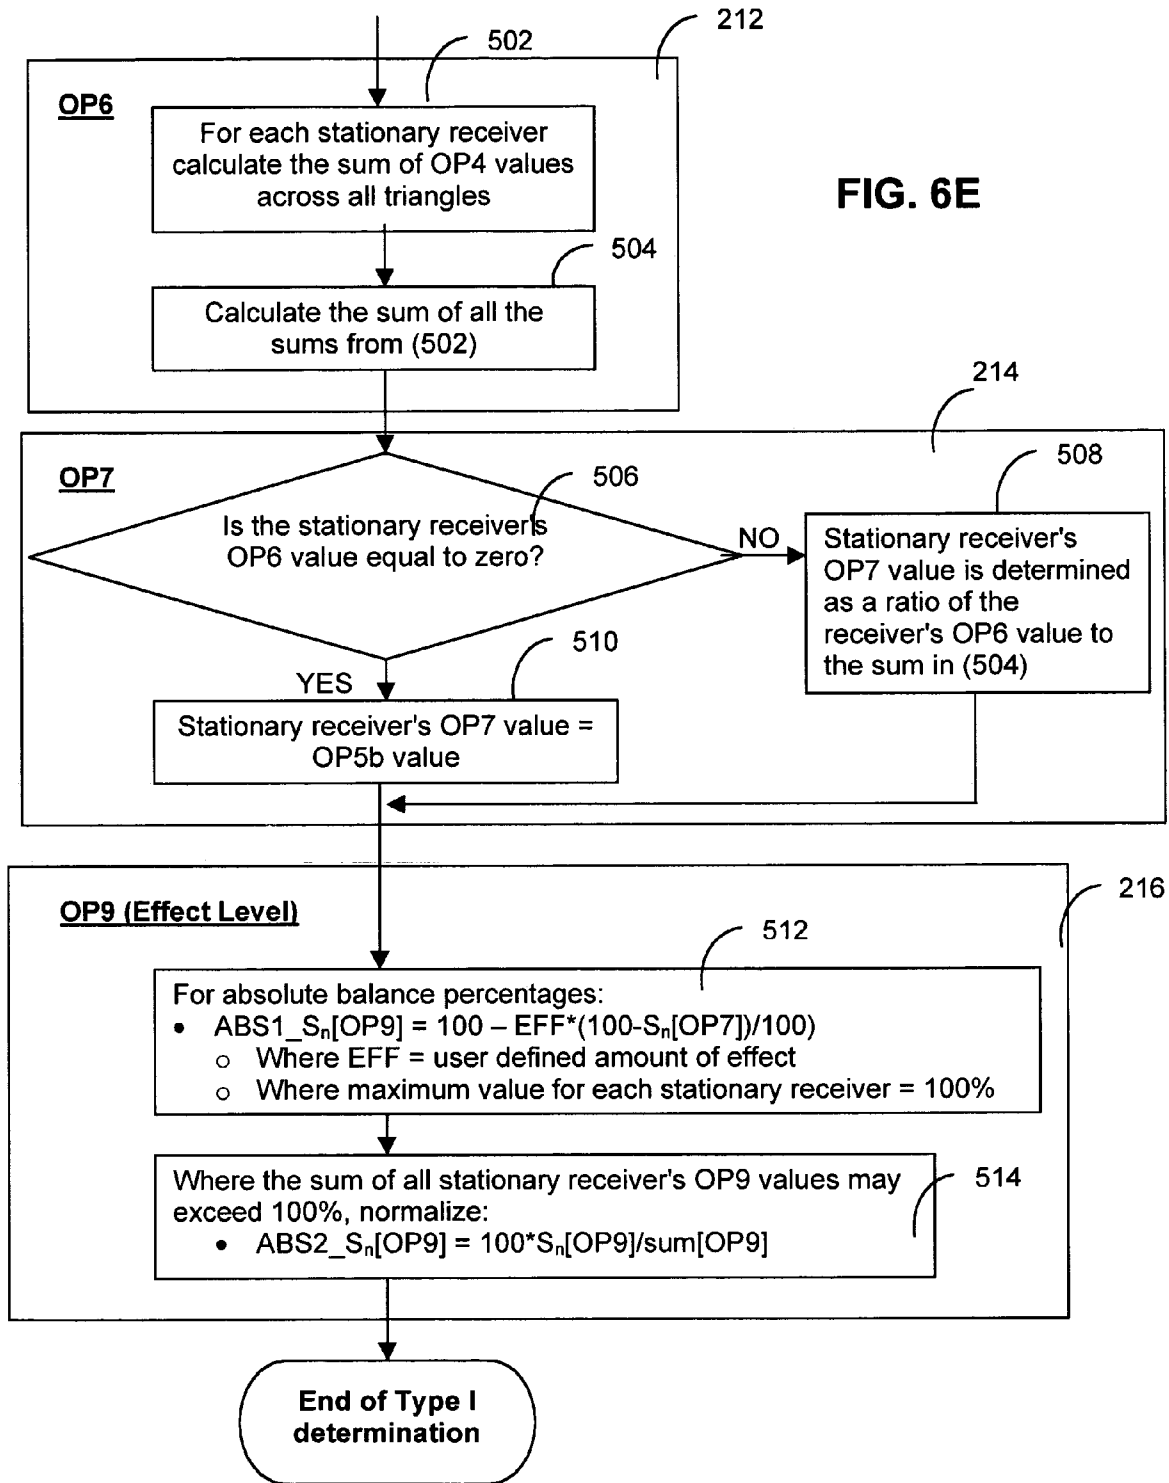 212
502
OP6
For each stationary receiver
calculate the sum of OP4 values
across all triangles
FIG. 6E
504
Calculate the sum of all the
sums from (502)
214
508
OP7
506
Is the stationary receiver's
OP6 value equal to zero?
NO
Stationary receiver's
OP7 value is determined
as a ratio of the
receiver's OP6 value to
the sum in (504)
510
YES
Stationary receiver's OP7 value =
OP5b value
216
OP9 (Effect Level)
512
For absolute balance percentages:
• ABS1_Sn[OP9] = 100 – EFF*(100-Sn[OP7])/100)
o Where EFF = user defined amount of effect
o Where maximum value for each stationary receiver = 100%
514
Where the sum of all stationary receiver's OP9 values may
exceed 100%, normalize:
• ABS2_Sn[OP9] = 100*Sn[OP9]/sum[OP9]
End of Type I
determination